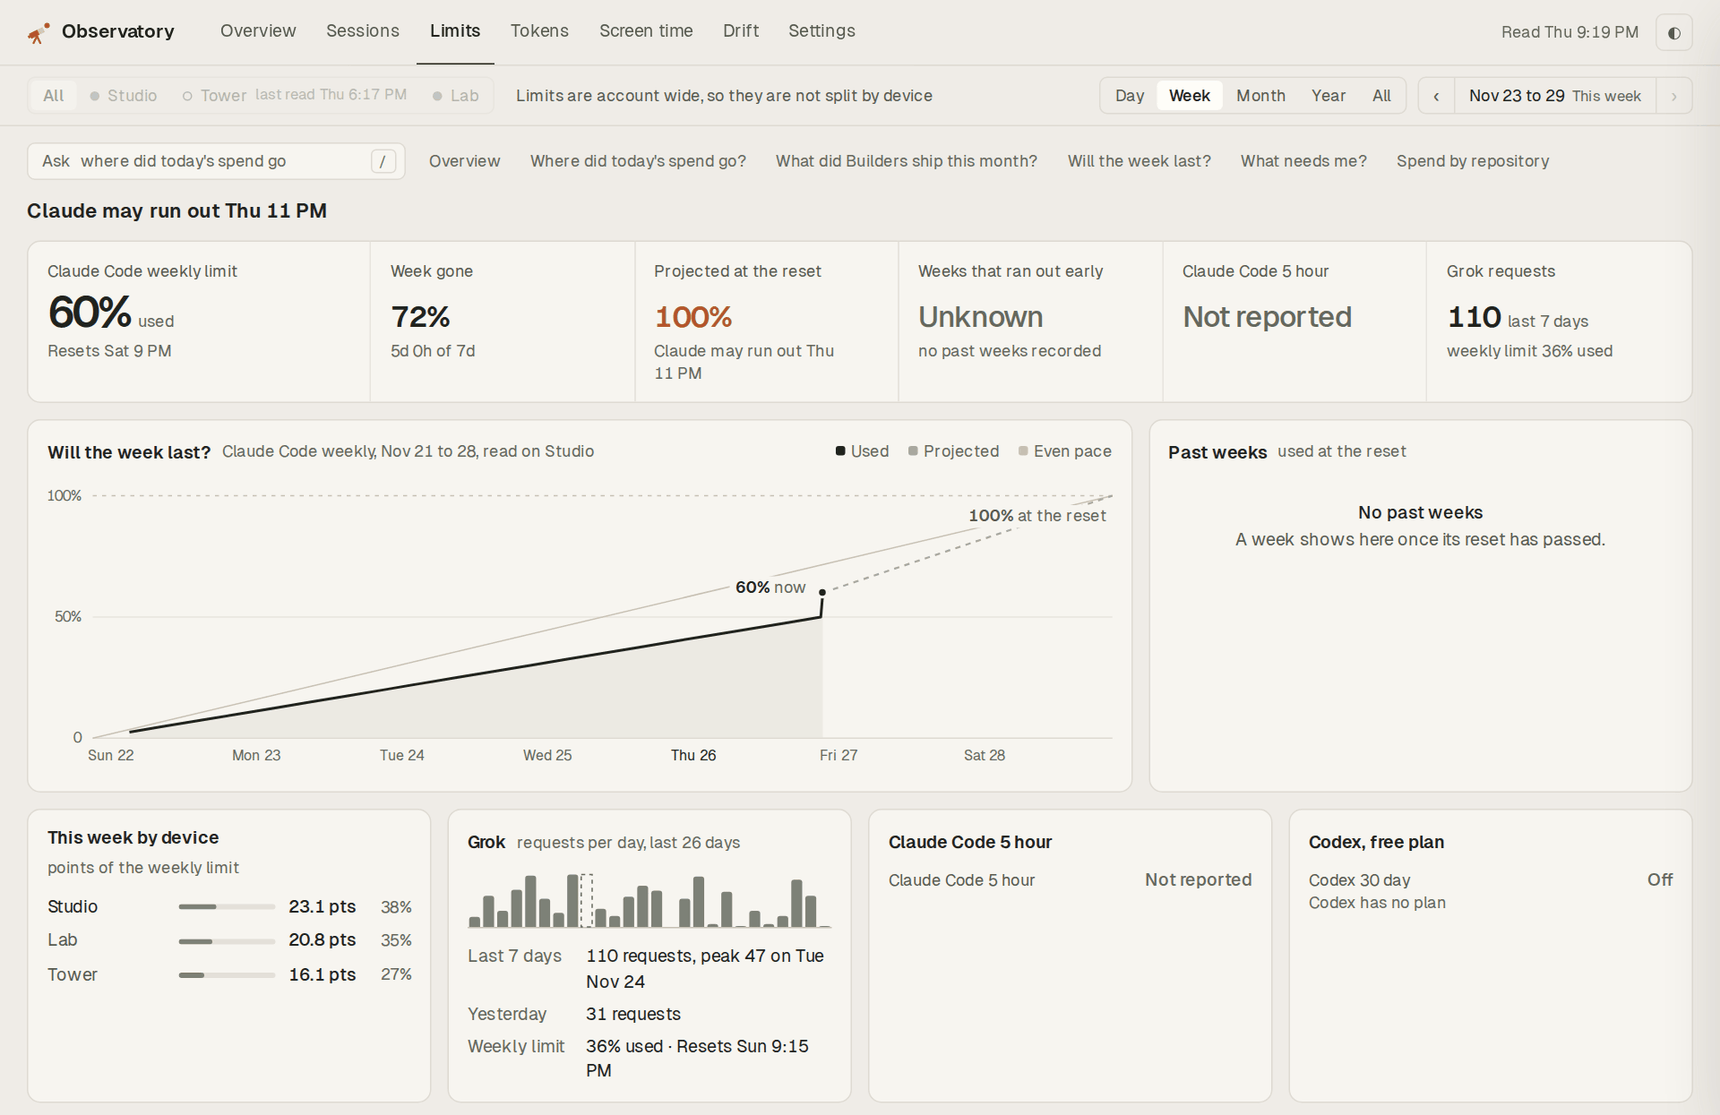 Observatory
Overview Sessions Limits Tokens Screen time Drift Settings
Read Thu 9:19 PM
All Studio Tower last read Thu 6:17 PM Lab
Limits are account wide, so they are not split by device
Day Week Month Year All
‹ Nov 23 to 29 This week ›
Ask where did today's spend go /
Overview Where did today's spend go? What did Builders ship this month? Will the week last? What needs me? Spend by repository
Claude may run out Thu 11 PM
Claude Code weekly limit
60% used
Resets Sat 9 PM
Week gone
72%
5d 0h of 7d
Projected at the reset
100%
Claude may run out Thu
11 PM
Weeks that ran out early
Unknown
no past weeks recorded
Claude Code 5 hour
Not reported
Grok requests
110 last 7 days
weekly limit 36% used
Will the week last? Claude Code weekly, Nov 21 to 28, read on Studio
Used Projected Even pace
100%
100% at the reset
60% now
50%
0
Sun 22 Mon 23 Tue 24 Wed 25 Thu 26 Fri 27 Sat 28
Past weeks used at the reset
No past weeks
A week shows here once its reset has passed.
This week by device
points of the weekly limit
Studio 23.1 pts 38%
Lab 20.8 pts 35%
Tower 16.1 pts 27%
Grok requests per day, last 26 days
Last 7 days 110 requests, peak 47 on Tue
Nov 24
Yesterday 31 requests
Weekly limit 36% used · Resets Sun 9:15
PM
Claude Code 5 hour
Claude Code 5 hour Not reported
Codex, free plan
Codex 30 day Off
Codex has no plan